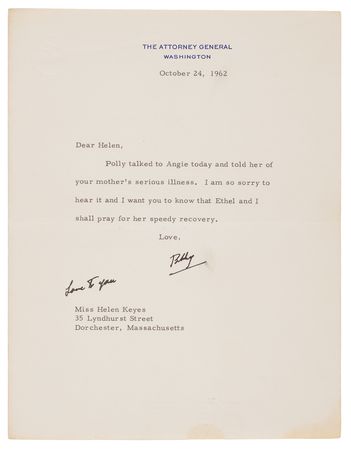 THE ATTORNEY GENERAL
WASHINGTON
October 24, 1962
Dear Helen,
Polly talked to Angie today and told her of
your mother's serious illness. I am so sorry to
hear it and I want you to know that Ethel and I
shall pray for her speedy recovery.
Love,
Bobby
Love to you
Miss Helen Keyes
35 Lyndhurst Street
Dorchester, Massachusetts